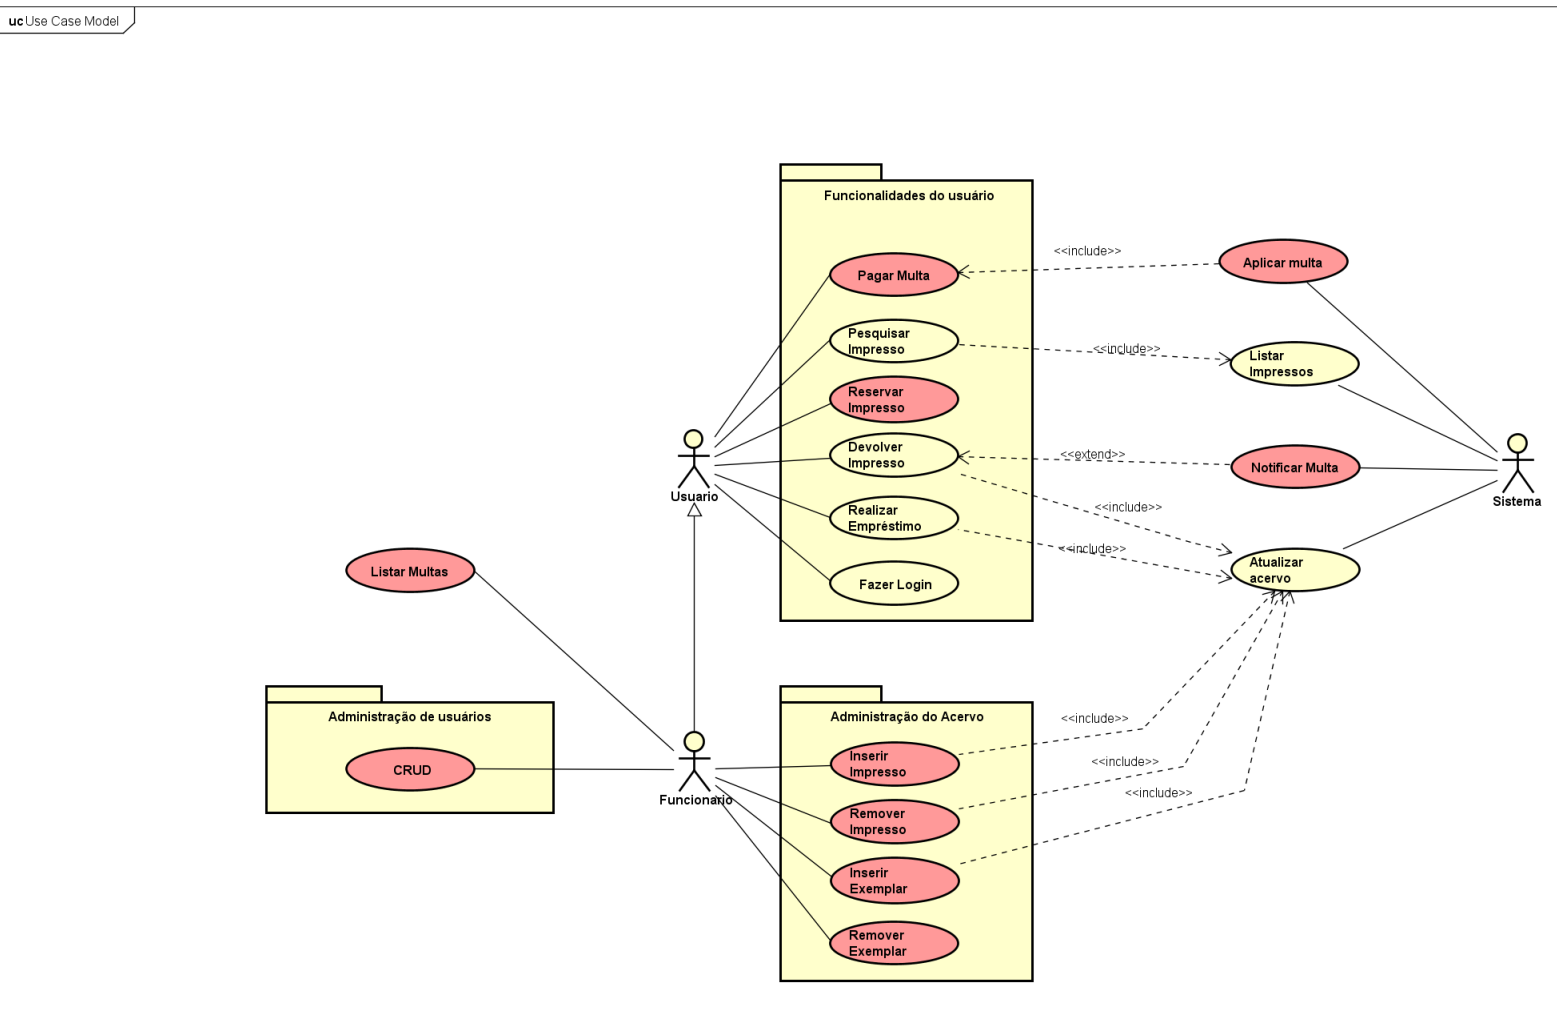 uc Use Case Model
Funcionalidades do usuário
<<include>>
Pagar Multa
Aplicar multa
Pesquisar
Impresso
<<include>>
Listar
Impressos
Reservar
Impresso
Devolver
Impresso
<<extend>>
Notificar Multa
Usuario
Sistema
<<include>>
Realizar
Empréstimo
<<include>>
Atualizar
acervo
Listar Multas
Fazer Login
Administração de usuários
CRUD
Funcionario
Administração do Acervo
<<include>>
Inserir
Impresso
<<include>>
<<include>>
Remover
Impresso
Inserir
Exemplar
Remover
Exemplar